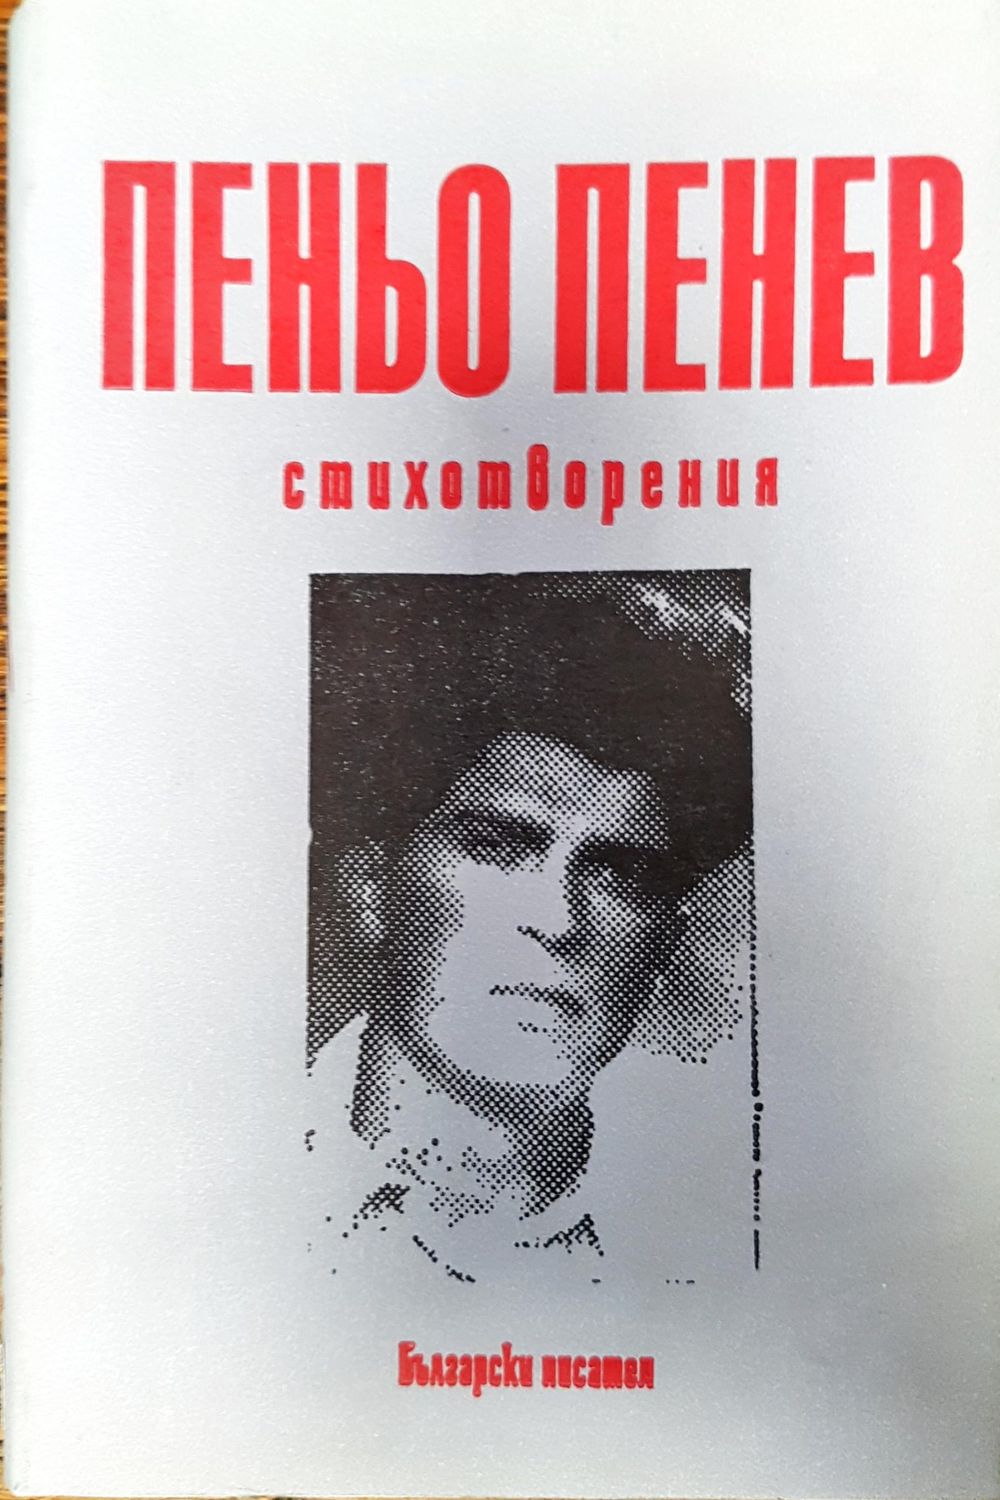 ПЕНЬО ПЕНЕВ
стихотворения
Български писател